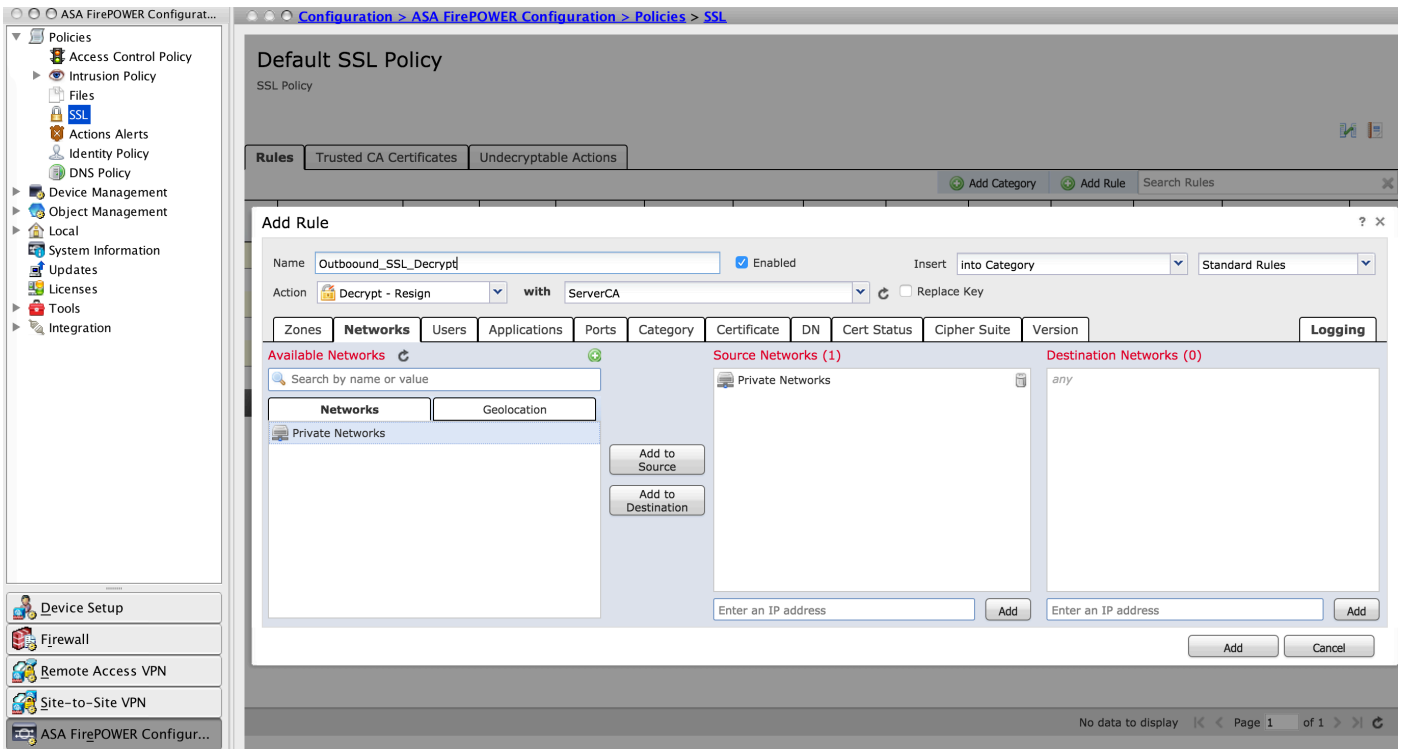 ASA FirePOWER Configurat...
Policies
Access Control Policy
Intrusion Policy
Files
SSL
Actions Alerts
Identity Policy
DNS Policy
Device Management
Object Management
Local
System Information
Updates
Licenses
Tools
Integration
Device Setup
Firewall
Remote Access VPN
Site-to-Site VPN
ASA FirePOWER Configur...
Configuration > ASA FirePOWER Configuration > Policies > SSL
Default SSL Policy
SSL Policy
Rules Trusted CA Certificates Undecryptable Actions
Add Category Add Rule Search Rules
Add Rule ?
Name Outboound_SSL_Decrypt Enabled Insert into Category Standard Rules
Action Decrypt - Resign with ServerCA Replace Key
Zones Networks Users Applications Ports Category Certificate DN Cert Status Cipher Suite Version Logging
Available Networks Source Networks (1) Destination Networks (0)
Search by name or value Private Networks any
Networks Geolocation
Private Networks
Add to
Source
Add to
Destination
Enter an IP address Add Enter an IP address Add
Add Cancel
No data to display |< < Page 1 of 1 > >|